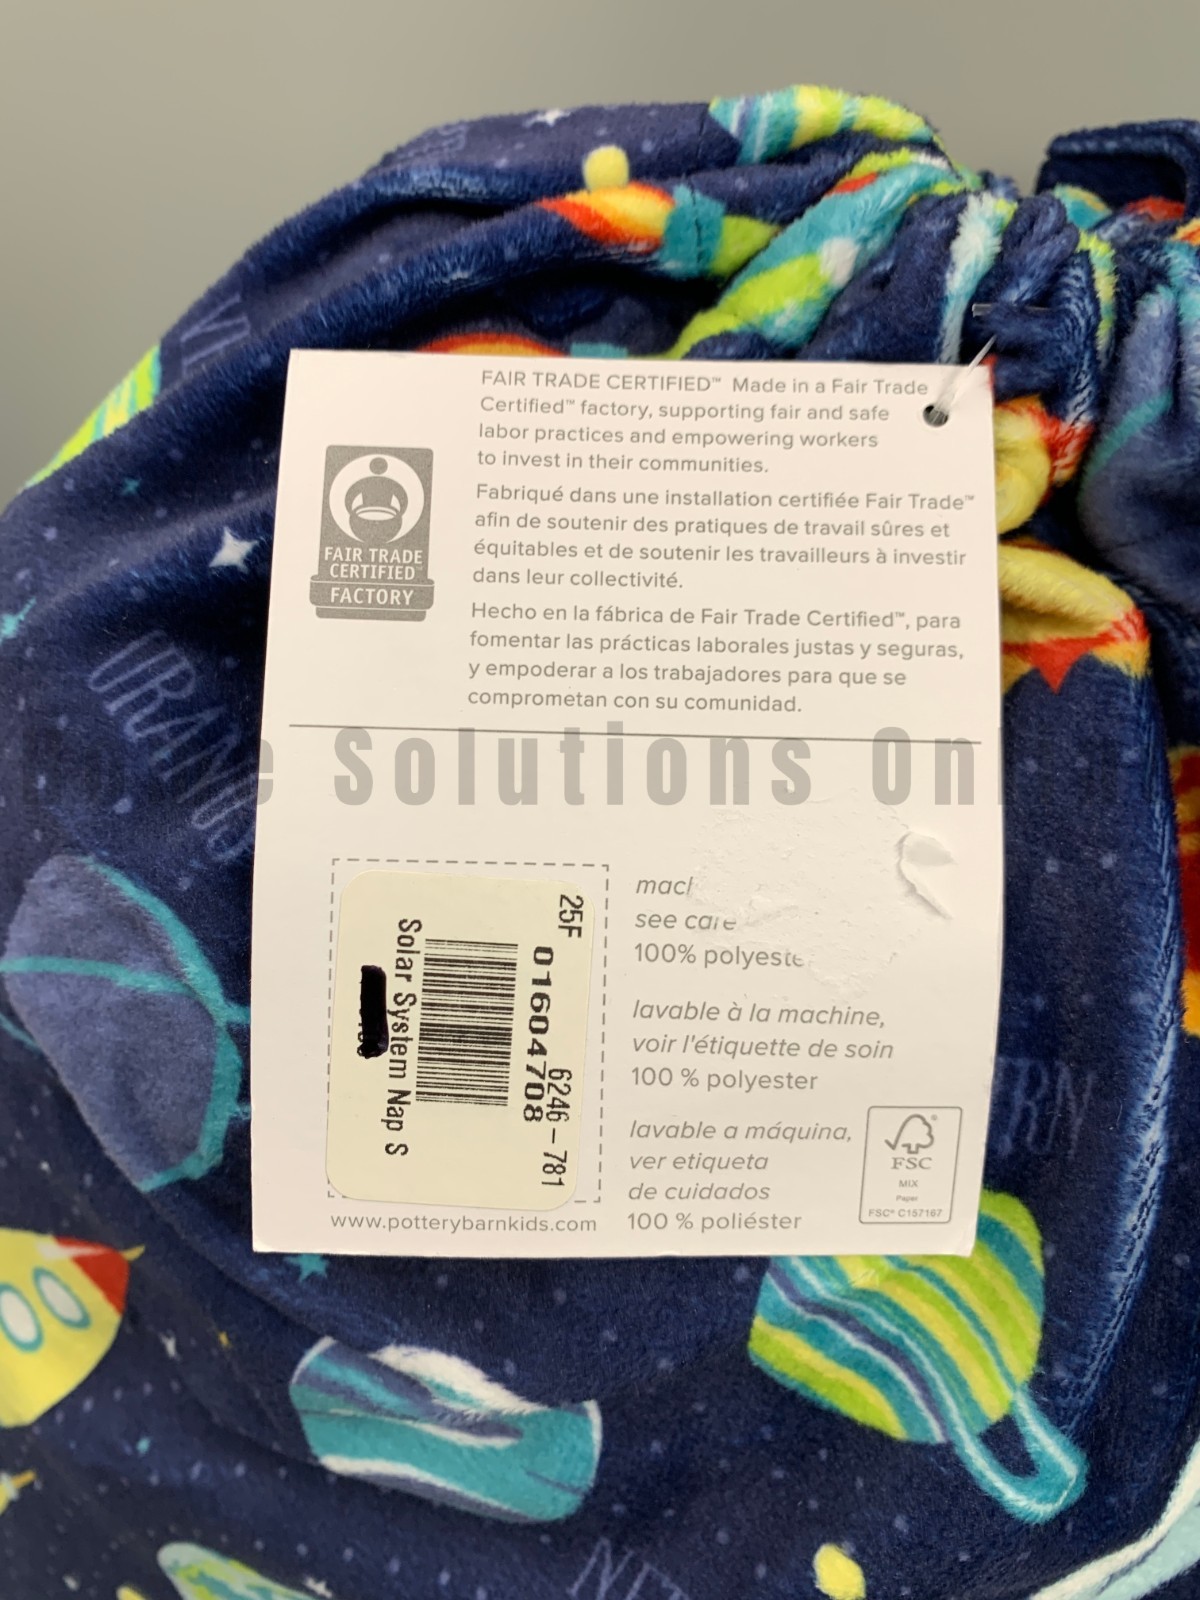 FAIR TRADE CERTIFIED™ Made in a Fair Trade
Certified™ factory, supporting fair and safe
labor practices and empowering workers
to invest in their communities.
Fabriqué dans une installation certifiée Fair Trade™
afin de soutenir des pratiques de travail sûres et
équitables et de soutenir les travailleurs à investir
dans leur collectivité.
Hecho en la fábrica de Fair Trade Certified™, para
fomentar las prácticas laborales justas y seguras,
y empoderar a los trabajadores para que se
comprometan con su comunidad.
FAIR TRADE
CERTIFIED™
FACTORY
Solutions
25F
01604708
6246-781
Solar System Nap S
see care
100% polyeste
lavable à la machine,
voir l'étiquette de soin
100 % polyester
lavable a máquina,
ver etiqueta
de cuidados
100 % poliéster
www.potterybarnkids.com
FSC
MIX
Paper
FSC® C157167
URANUS